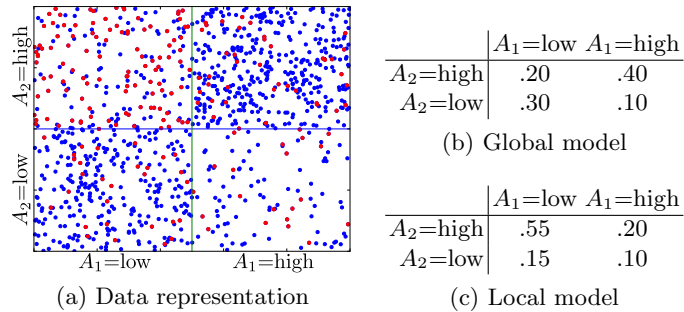 A₂=high
A₂=low
A₁=low A₁=high
(a) Data representation
A₁=low A₁=high
A₂=high .20 .40
A₂=low .30 .10
(b) Global model
A₁=low A₁=high
A₂=high .55 .20
A₂=low .15 .10
(c) Local model